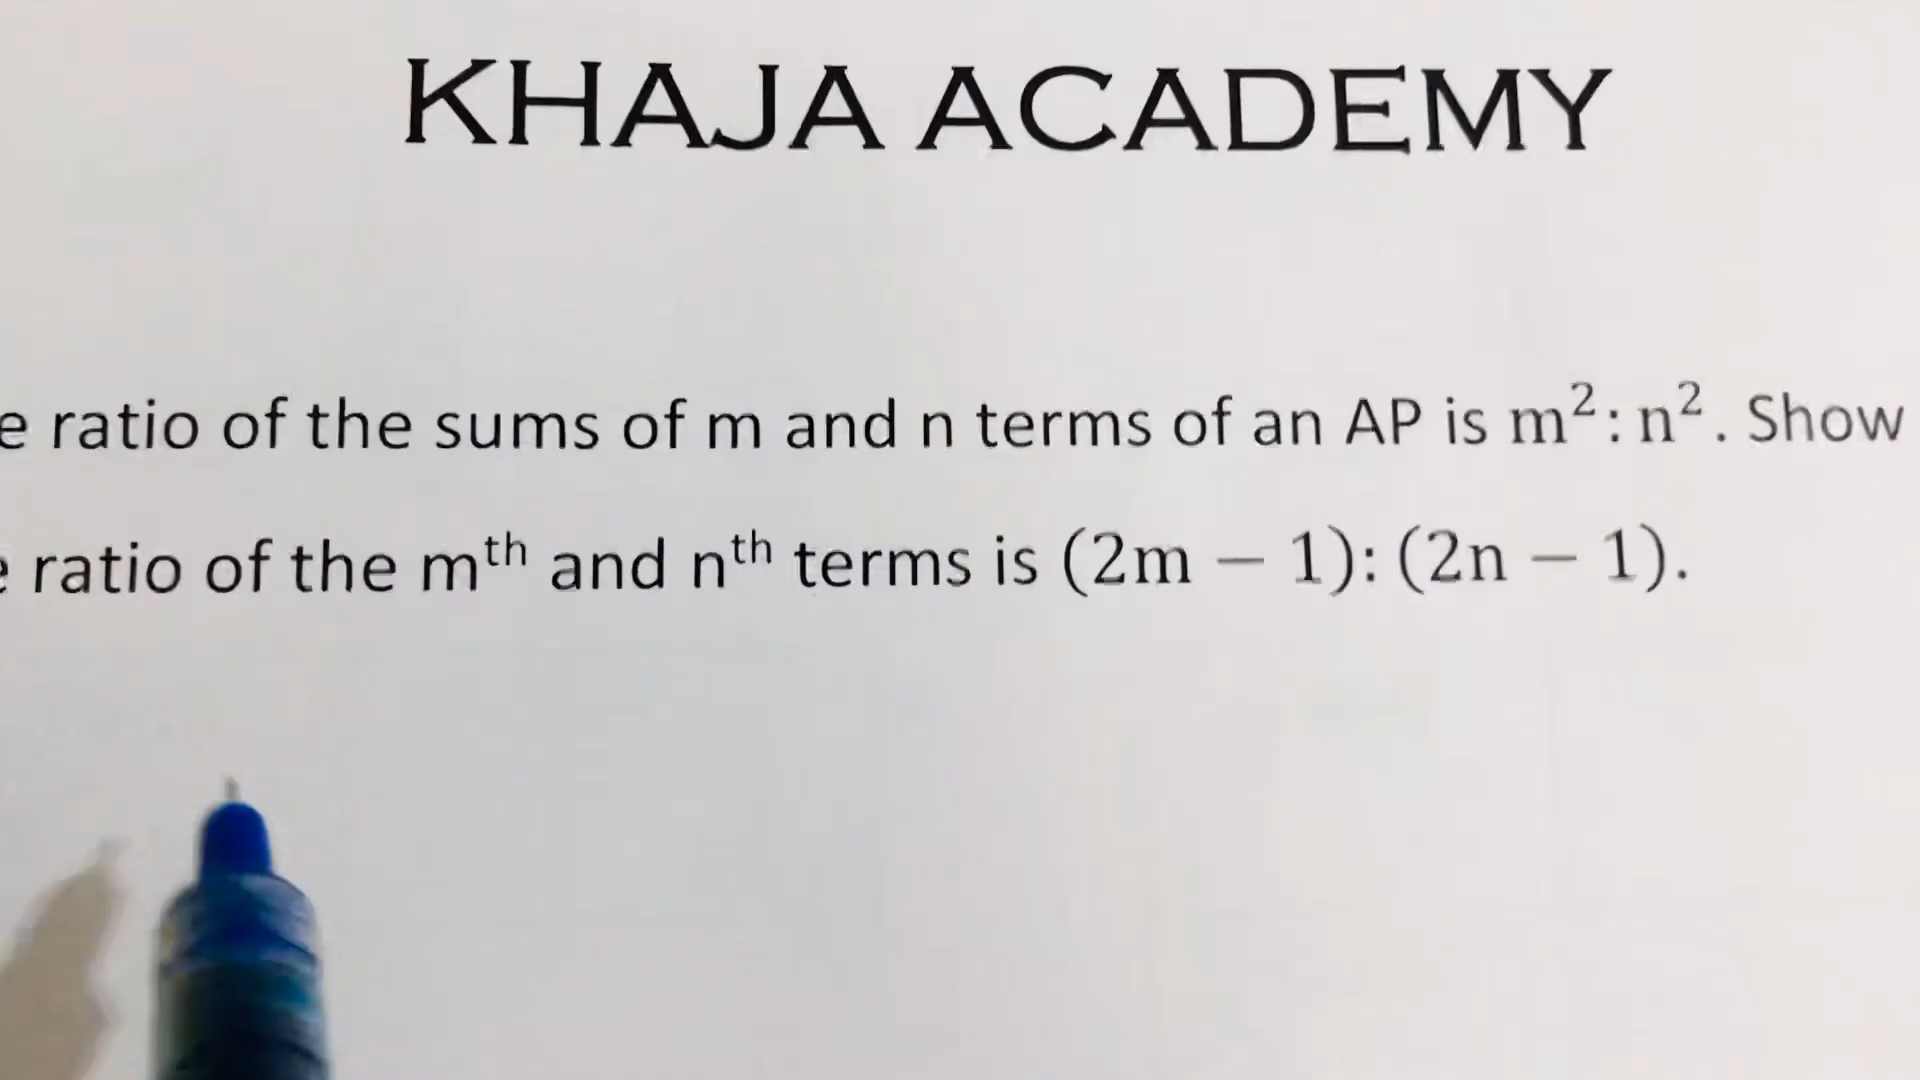 KHAJA ACADEMY
e ratio of the sums of m and n terms of an AP is m²: n². Show
ratio of the mᵗʰ and nᵗʰ terms is (2m − 1): (2n − 1).